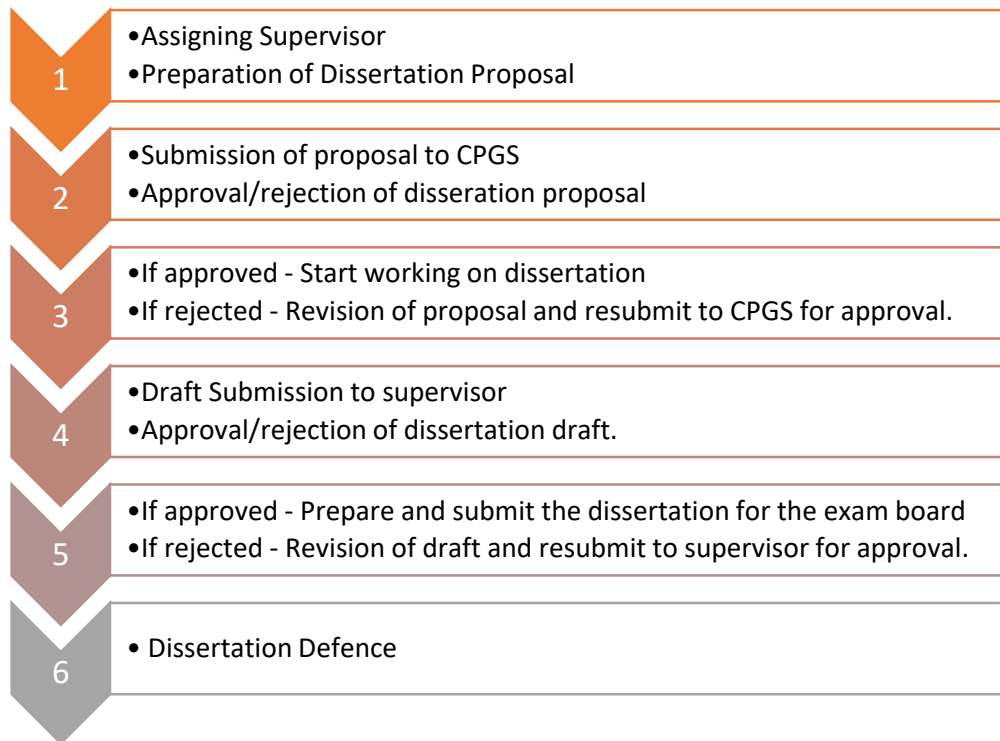 1
•Assigning Supervisor
•Preparation of Dissertation Proposal
2
•Submission of proposal to CPGS
•Approval/rejection of disseration proposal
3
•If approved - Start working on dissertation
•If rejected - Revision of proposal and resubmit to CPGS for approval.
4
•Draft Submission to supervisor
•Approval/rejection of dissertation draft.
5
•If approved - Prepare and submit the dissertation for the exam board
•If rejected - Revision of draft and resubmit to supervisor for approval.
6
• Dissertation Defence